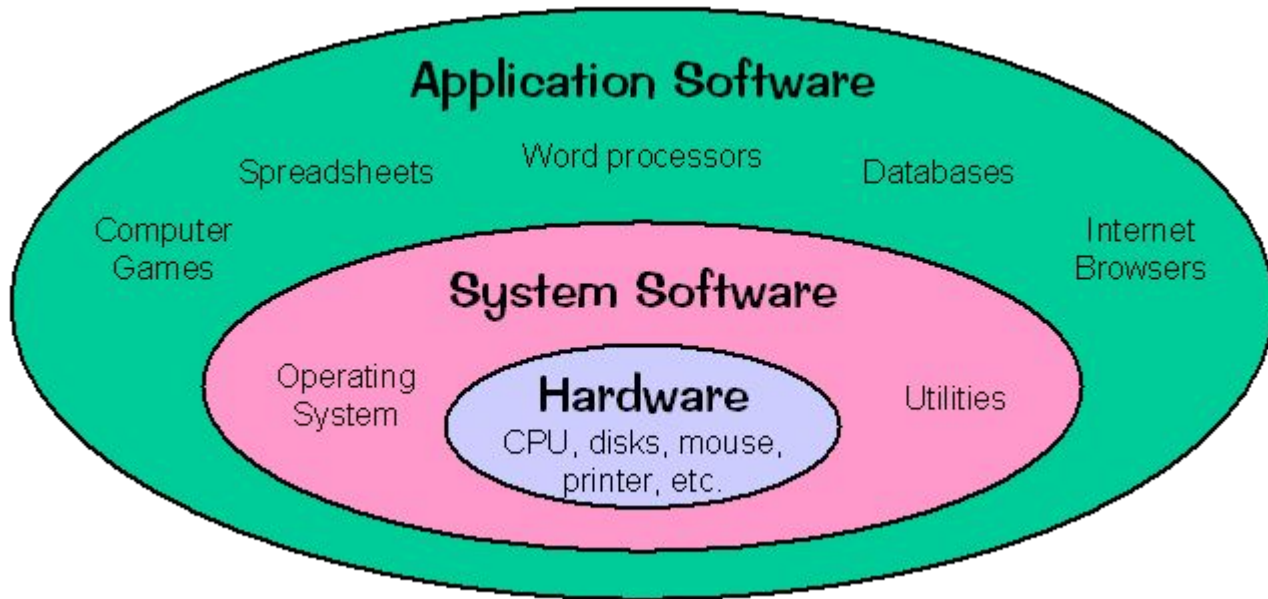 Application Software
Word processors
Spreadsheets
Databases
Computer
Games
Internet
Browsers
System Software
Operating
System
Utilities
Hardware
CPU, disks, mouse,
printer, etc.